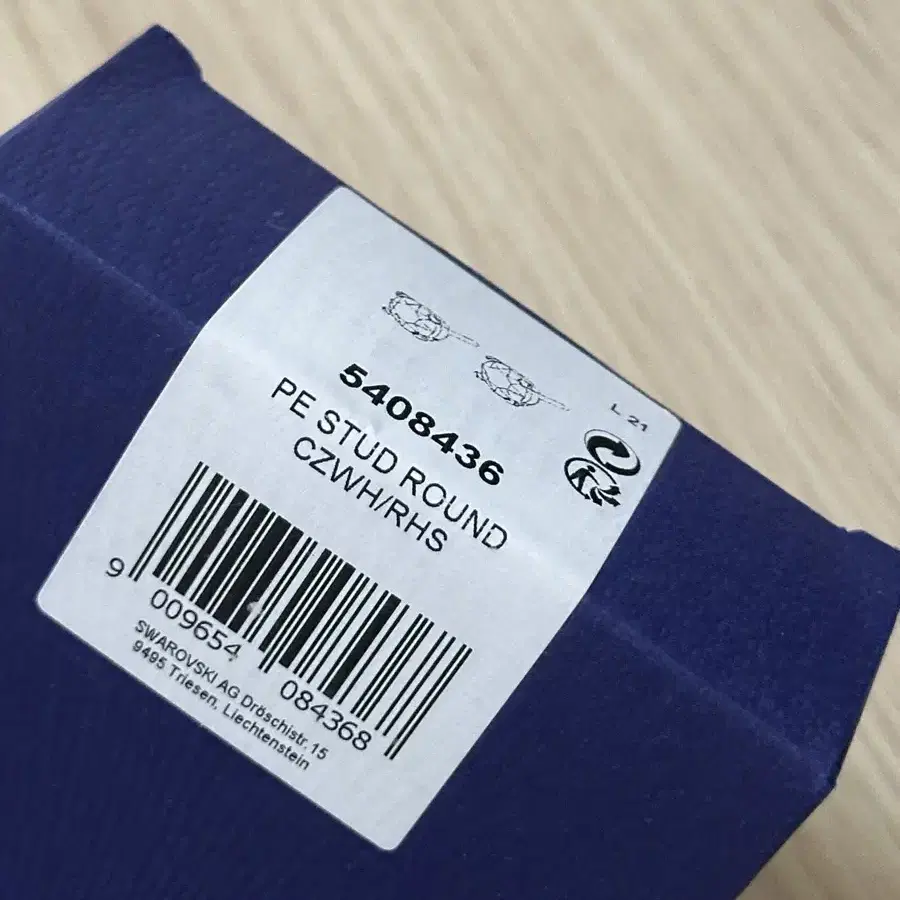 L 21
5408436
PE STUD ROUND
CZWH/RHS
9 009654 084368
SWAROVSKI AG Dröschistr. 15
9495 Triesen, Liechtenstein